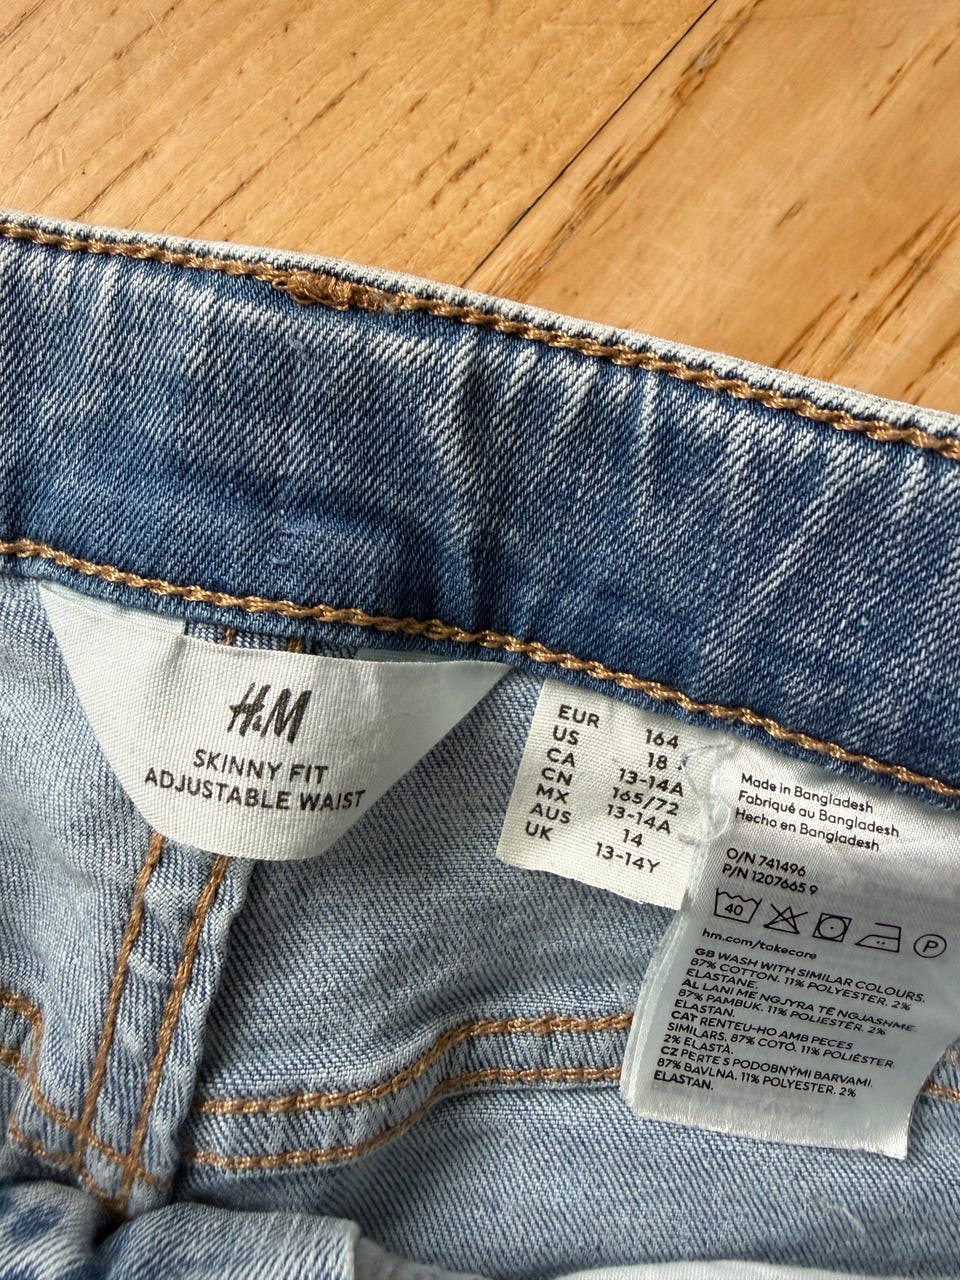 H&M
SKINNY FIT
ADJUSTABLE WAIST
EUR 164
US 18
CA 13-14A
CN 165/72
MX 13-14A
AUS 14
UK 13-14Y
Made in Bangladesh
Fabriqué au Bangladesh
Hecho en Bangladesh
O/N 741496
P/N 1207665 9
40 P
hm.com/takecare
GB WASH WITH SIMILAR COLOURS.
87% COTTON. 11% POLYESTER. 2%
ELASTANE.
AL LANI ME NGJYRA TË NGJASHME.
87% PAMBUK. 11% POLIESTER. 2%
ELASTAN.
CAT RENTEU-HO AMB PECES
SIMILARS. 87% COTÓ. 11% POLIÈSTER.
2% ELASTÀ.
CZ PERTE S PODOBNÝMI BARVAMI.
87% BAVLNA. 11% POLYESTER. 2%
ELASTAN.